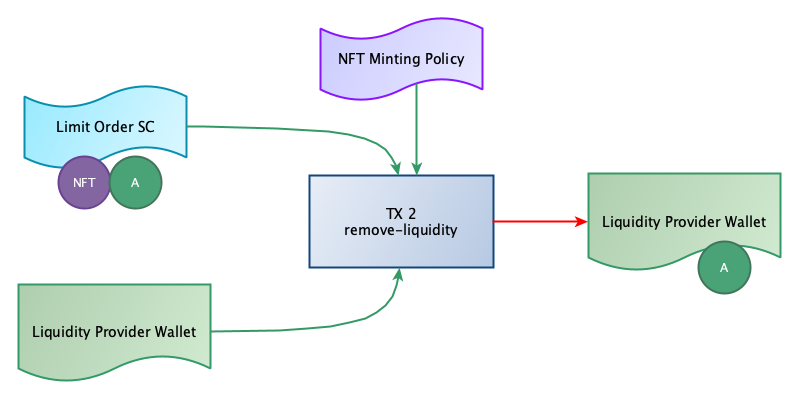 NFT Minting Policy
Limit Order SC
NFT
A
TX 2
remove-liquidity
Liquidity Provider Wallet
A
Liquidity Provider Wallet